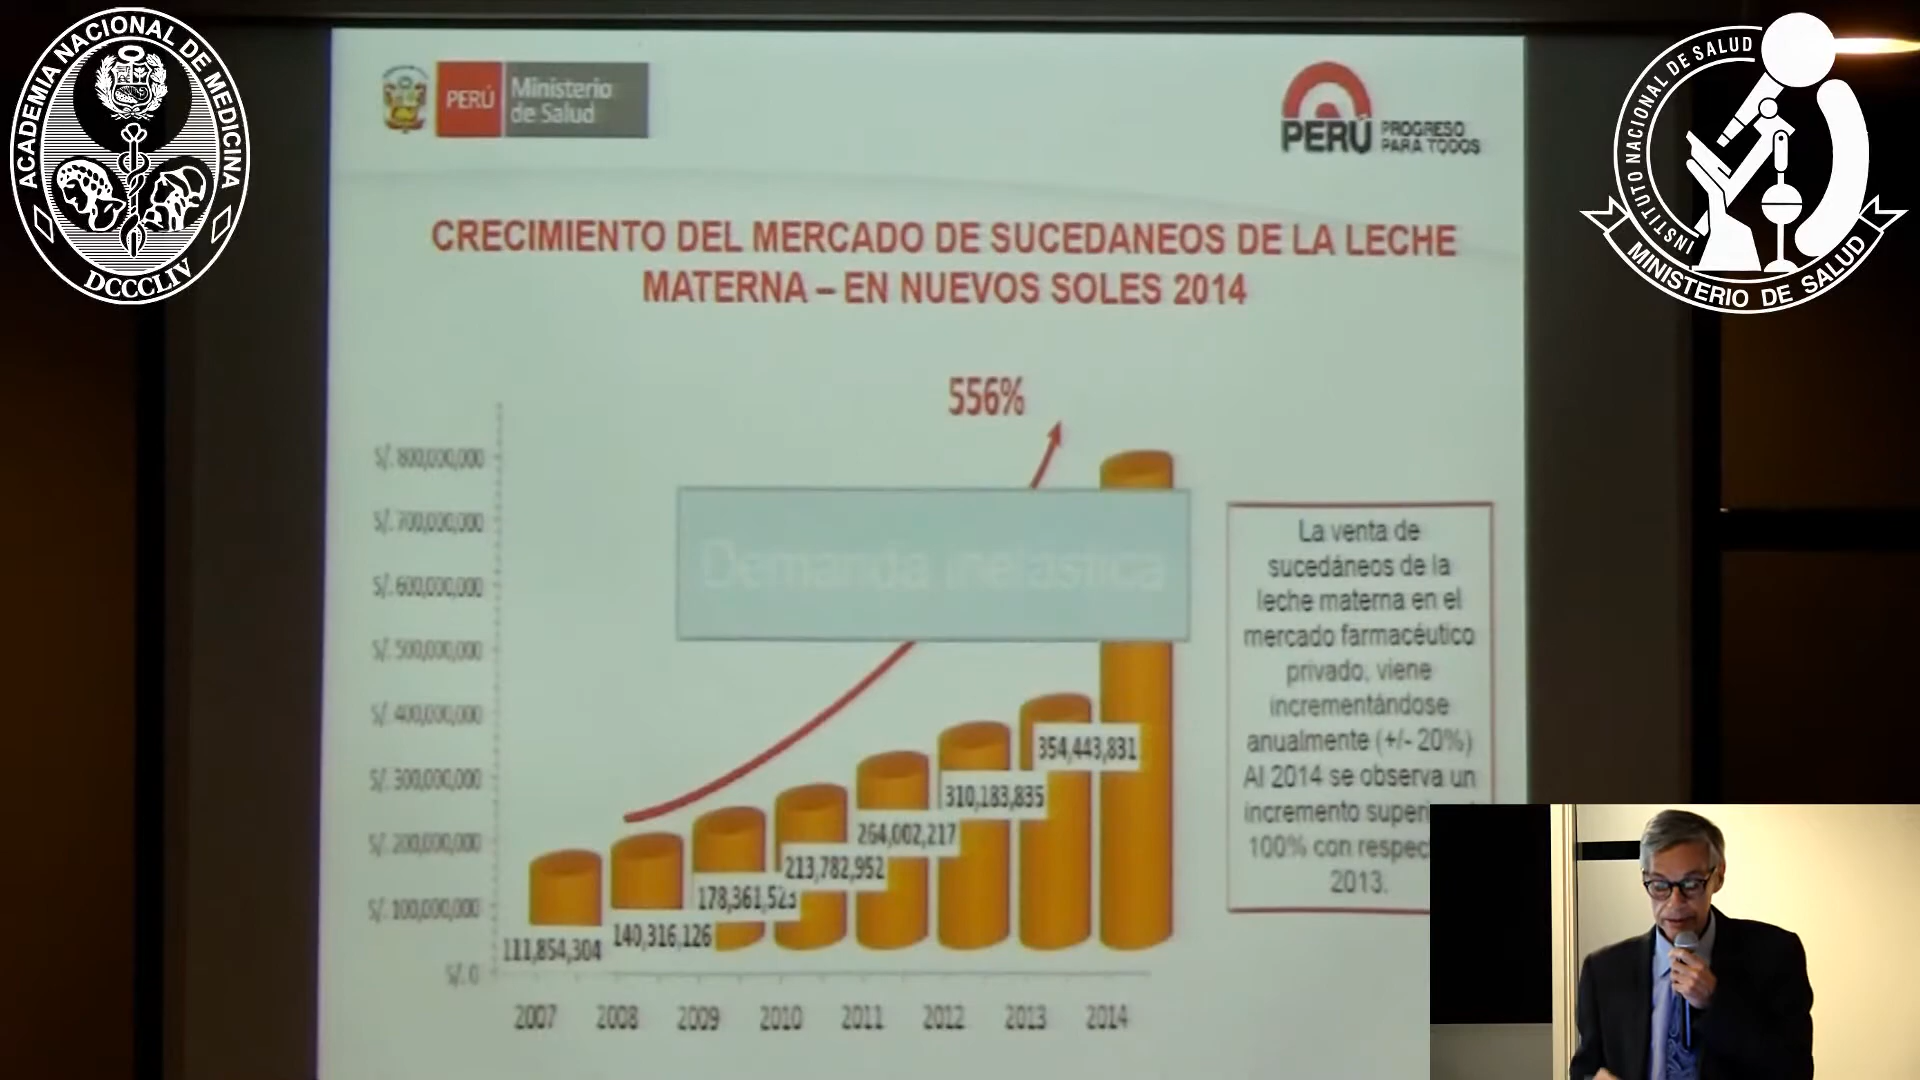 ACADEMIA NACIONAL DE MEDICINA
DCCCLIV
PERÚ
Ministerio
de Salud
PERÚ
PROGRESO
PARA TODOS
INSTITUTO NACIONAL DE SALUD
MINISTERIO DE SALUD
CRECIMIENTO DEL MERCADO DE SUCEDANEOS DE LA LECHE
MATERNA – EN NUEVOS SOLES 2014
556%
S/. 800,000,000
S/. 700,000,000
S/. 600,000,000
S/. 500,000,000
S/. 400,000,000
S/. 300,000,000
S/. 200,000,000
S/. 100,000,000
S/. 0
Demanda inelastica
111,854,304
140,316,126
178,361,523
213,782,952
264,002,217
310,183,835
354,443,831
2007
2008
2009
2010
2011
2012
2013
2014
La venta de
sucedáneos de la
leche materna en el
mercado farmacéutico
privado, viene
incrementándose
anualmente (+/- 20%)
Al 2014 se observa un
incremento
100% con
2013.